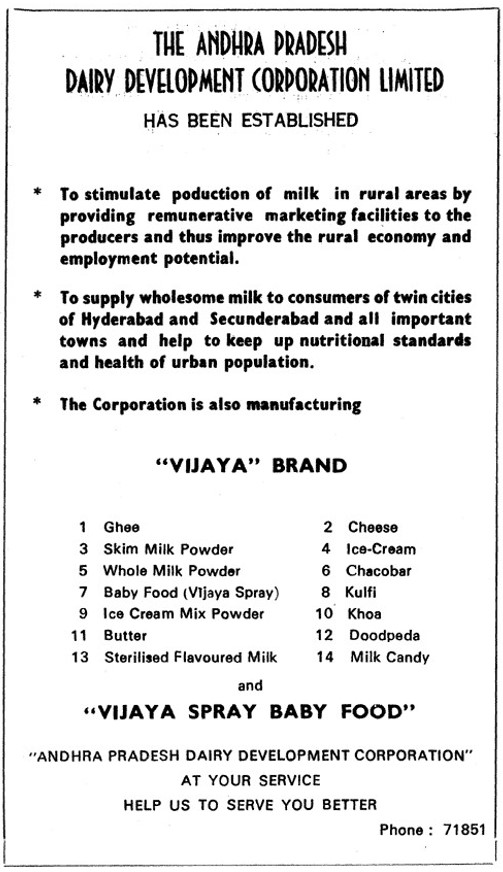 THE ANDHRA PRADESH
DAIRY DEVELOPMENT CORPORATION LIMITED
HAS BEEN ESTABLISHED
* To stimulate poduction of milk in rural areas by
providing remunerative marketing facilities to the
producers and thus improve the rural economy and
employment potential.
* To supply wholesome milk to consumers of twin cities
of Hyderabad and Secunderabad and all important
towns and help to keep up nutritional standards
and health of urban population.
* The Corporation is also manufacturing
"VIJAYA" BRAND
1 Ghee 2 Cheese
3 Skim Milk Powder 4 Ice-Cream
5 Whole Milk Powder 6 Chacobar
7 Baby Food (Vijaya Spray) 8 Kulfi
9 Ice Cream Mix Powder 10 Khoa
11 Butter 12 Doodpeda
13 Sterilised Flavoured Milk 14 Milk Candy
and
"VIJAYA SPRAY BABY FOOD"
"ANDHRA PRADESH DAIRY DEVELOPMENT CORPORATION"
AT YOUR SERVICE
HELP US TO SERVE YOU BETTER
Phone : 71851